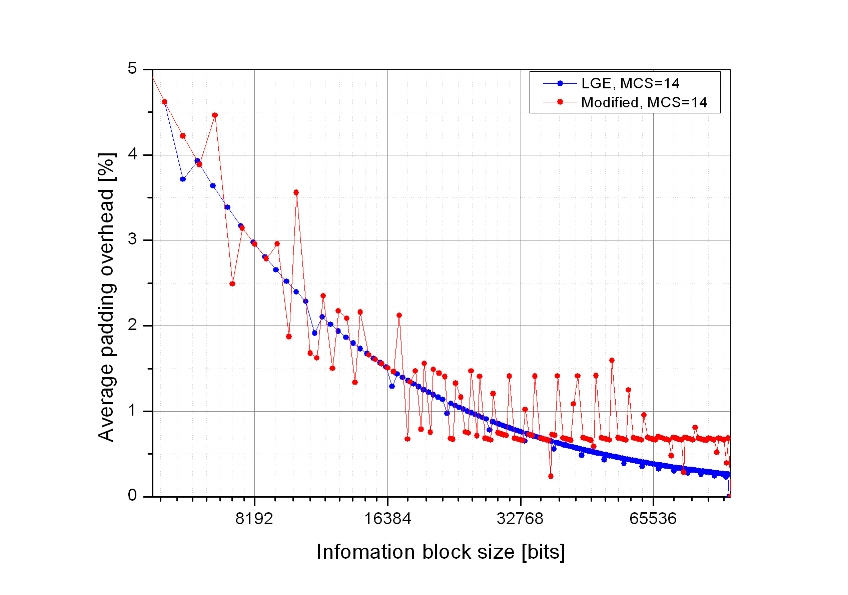 5
4
3
2
1
0
Average padding overhead [%]
LGE, MCS=14
Modified, MCS=14
8192
16384
32768
65536
Infomation block size [bits]